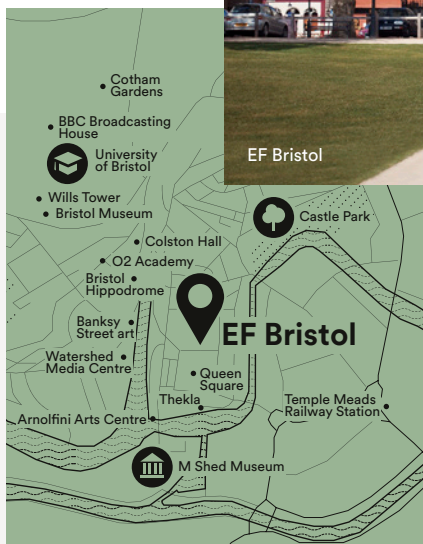 Cotham
Gardens
BBC Broadcasting
House
EF Bristol
University
of Bristol
Wills Tower
Bristol Museum
Castle Park
Colston Hall
O2 Academy
Bristol
Hippodrome
Banksy
Street art
EF Bristol
Watershed
Media Centre
Queen
Square
Thekla
Temple Meads
Railway Station
Arnolfini Arts Centre
M Shed Museum